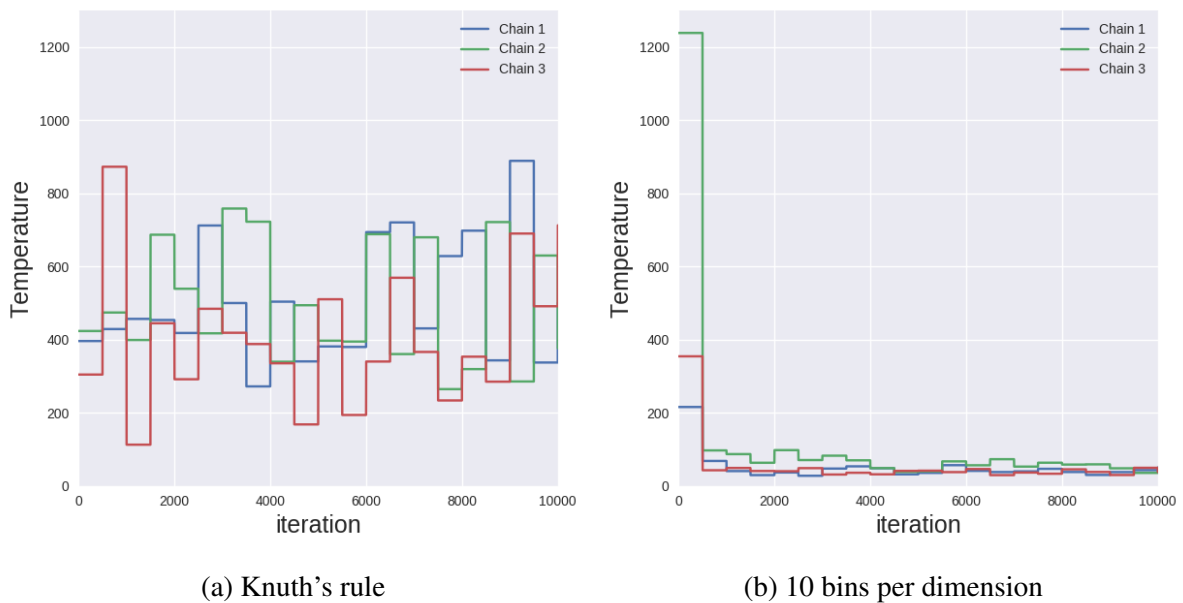 Chain 1
Chain 2
Chain 3
1200
1000
800
600
400
200
0
Temperature
0 2000 4000 6000 8000 10000
iteration
(a) Knuth's rule
Chain 1
Chain 2
Chain 3
1200
1000
800
600
400
200
0
Temperature
0 2000 4000 6000 8000 10000
iteration
(b) 10 bins per dimension